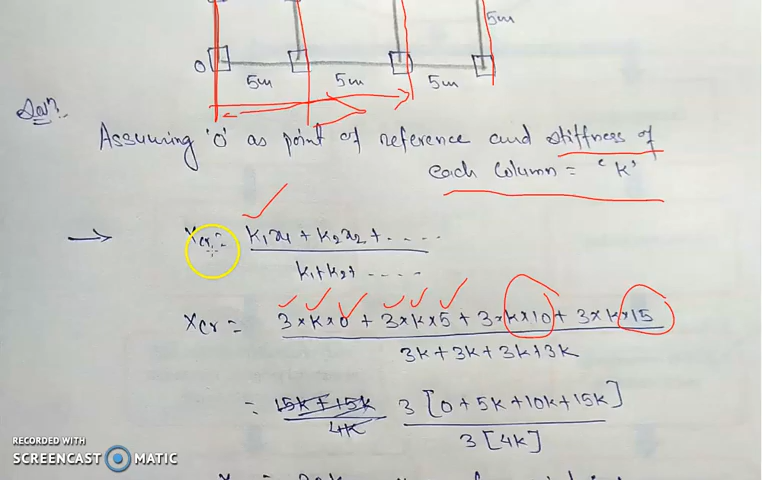 5m
O
5m 5m 5m
Solⁿ.
Assuming 'O' as point of reference and stiffness of
each column = 'K'
→ Xcr = K₁x₁ + K₂x₂ + .....
K₁+K₂+ .....
Xcr = 3×K×0 + 3×K×5 + 3×K×10 + 3×K×15
3K+3K+3K+3K
= 15K+15K 3[0+5K+10K+15K]
4K 3[4K]
RECORDED WITH
SCREENCAST MATIC